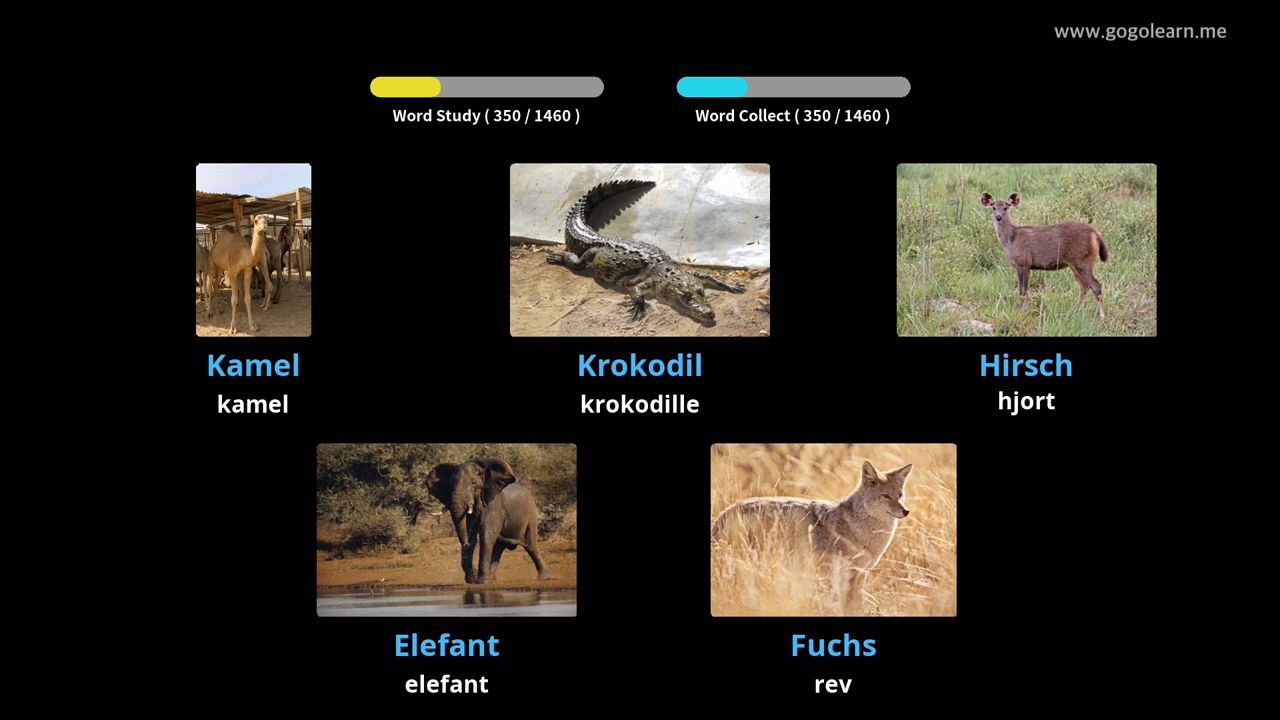 www.gogolearn.me
Word Study ( 350 / 1460 )
Word Collect ( 350 / 1460 )
Kamel
kamel
Krokodil
krokodille
Hirsch
hjort
Elefant
elefant
Fuchs
rev